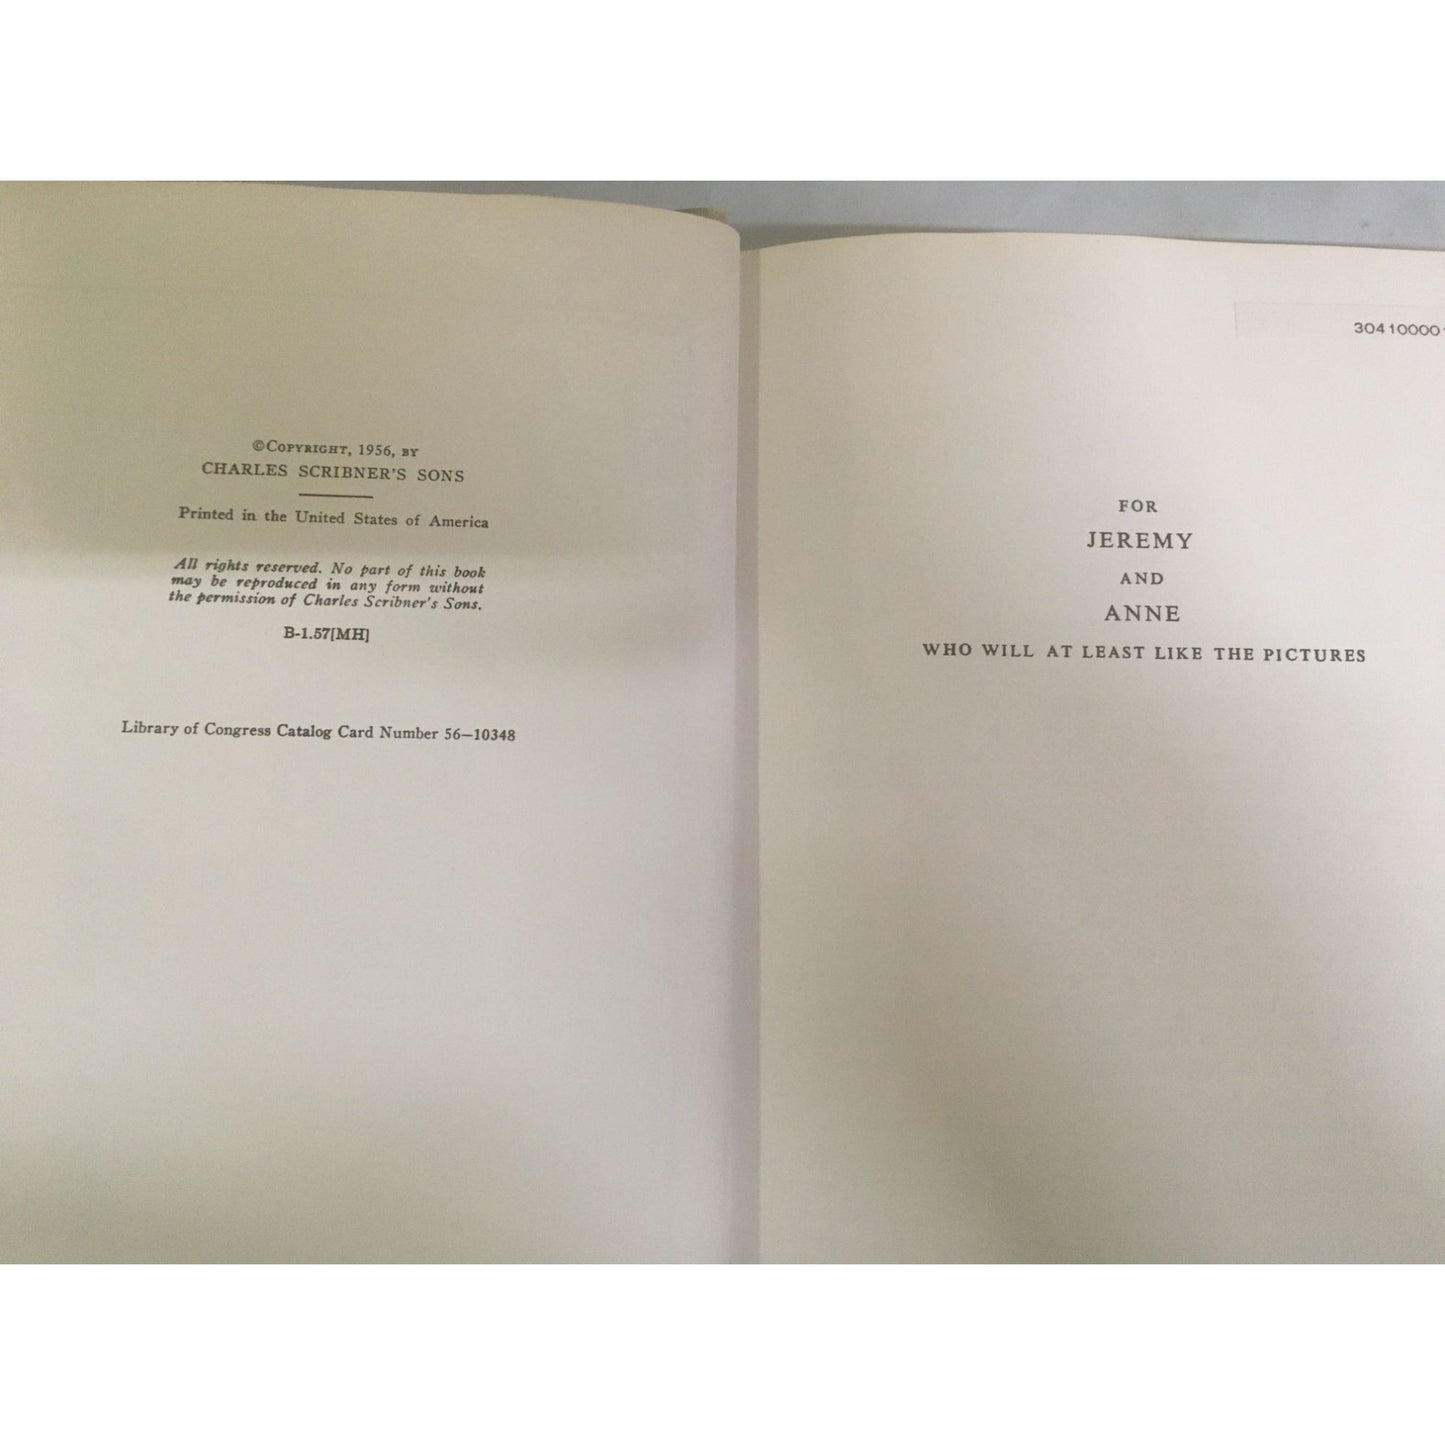 ©COPYRIGHT, 1956, BY
CHARLES SCRIBNER'S SONS
Printed in the United States of America
All rights reserved. No part of this book
may be reproduced in any form without
the permission of Charles Scribner's Sons.
B-1.57[MH]
Library of Congress Catalog Card Number 56—10348
30410000
FOR
JEREMY
AND
ANNE
WHO WILL AT LEAST LIKE THE PICTURES